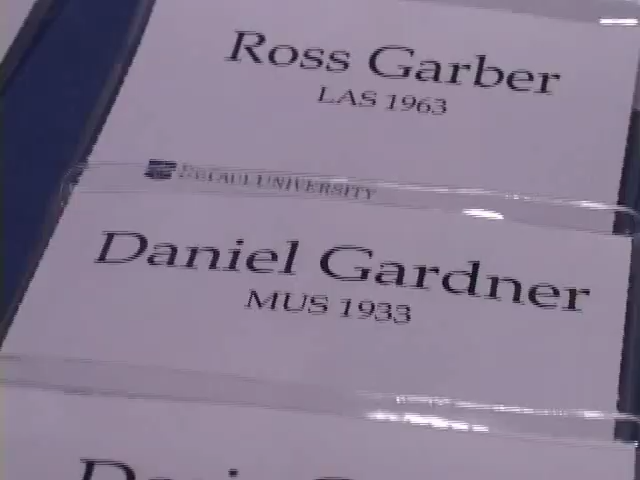 Ross Garber
LAS 1963
DEPAUL UNIVERSITY
Daniel Gardner
MUS 1933